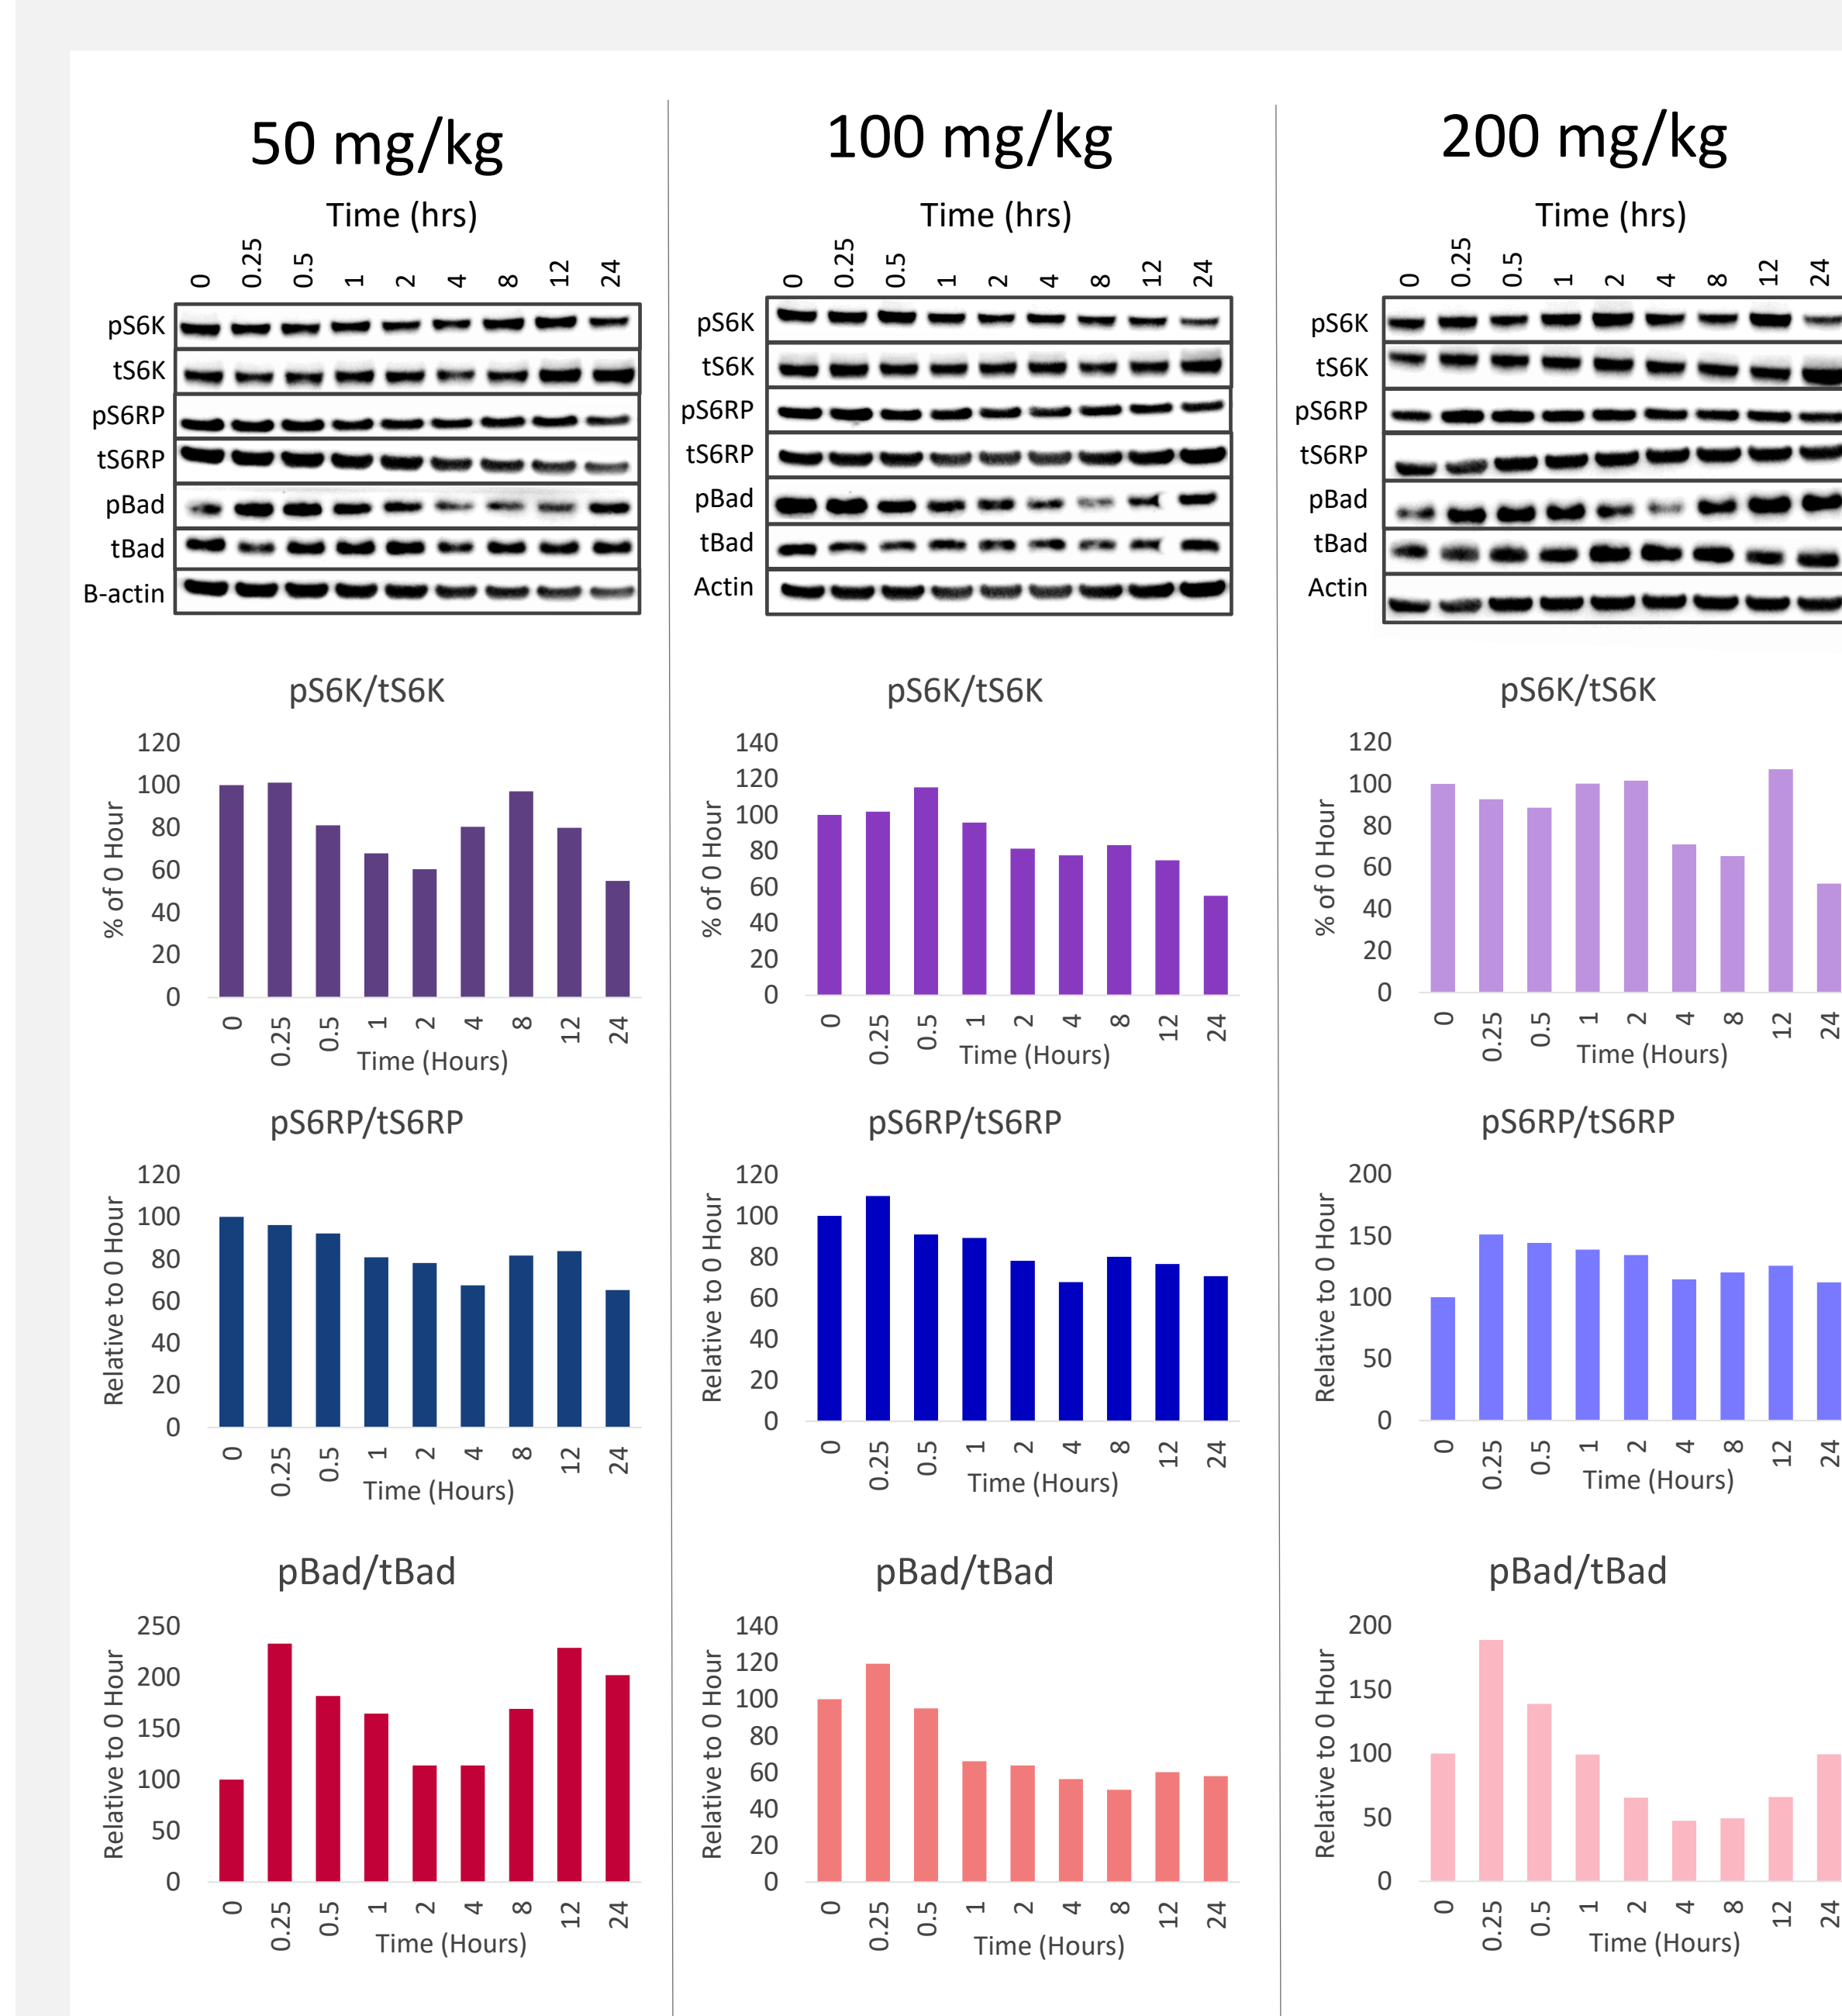 50 mg/kg
Time (hrs)
0 0.25 0.5 1 2 4 8 12 24
pS6K
tS6K
pS6RP
tS6RP
pBad
tBad
B-actin
pS6K/tS6K
% of 0 Hour
120
100
80
60
40
20
0
0 0.25 0.5 1 2 4 8 12 24
Time (Hours)
pS6RP/tS6RP
Relative to 0 Hour
120
100
80
60
40
20
0
0 0.25 0.5 1 2 4 8 12 24
Time (Hours)
pBad/tBad
Relative to 0 Hour
250
200
150
100
50
0
0 0.25 0.5 1 2 4 8 12 24
Time (Hours)
100 mg/kg
Time (hrs)
0 0.25 0.5 1 2 4 8 12 24
pS6K
tS6K
pS6RP
tS6RP
pBad
tBad
Actin
pS6K/tS6K
% of 0 Hour
140
120
100
80
60
40
20
0
0 0.25 0.5 1 2 4 8 12 24
Time (Hours)
pS6RP/tS6RP
Relative to 0 Hour
120
100
80
60
40
20
0
0 0.25 0.5 1 2 4 8 12 24
Time (Hours)
pBad/tBad
Relative to 0 Hour
140
120
100
80
60
40
20
0
0 0.25 0.5 1 2 4 8 12 24
Time (Hours)
200 mg/kg
Time (hrs)
0 0.25 0.5 1 2 4 8 12 24
pS6K
tS6K
pS6RP
tS6RP
pBad
tBad
Actin
pS6K/tS6K
% of 0 Hour
120
100
80
60
40
20
0
0 0.25 0.5 1 2 4 8 12 24
Time (Hours)
pS6RP/tS6RP
Relative to 0 Hour
200
150
100
50
0
0 0.25 0.5 1 2 4 8 12 24
Time (Hours)
pBad/tBad
Relative to 0 Hour
200
150
100
50
0
0 0.25 0.5 1 2 4 8 12 24
Time (Hours)